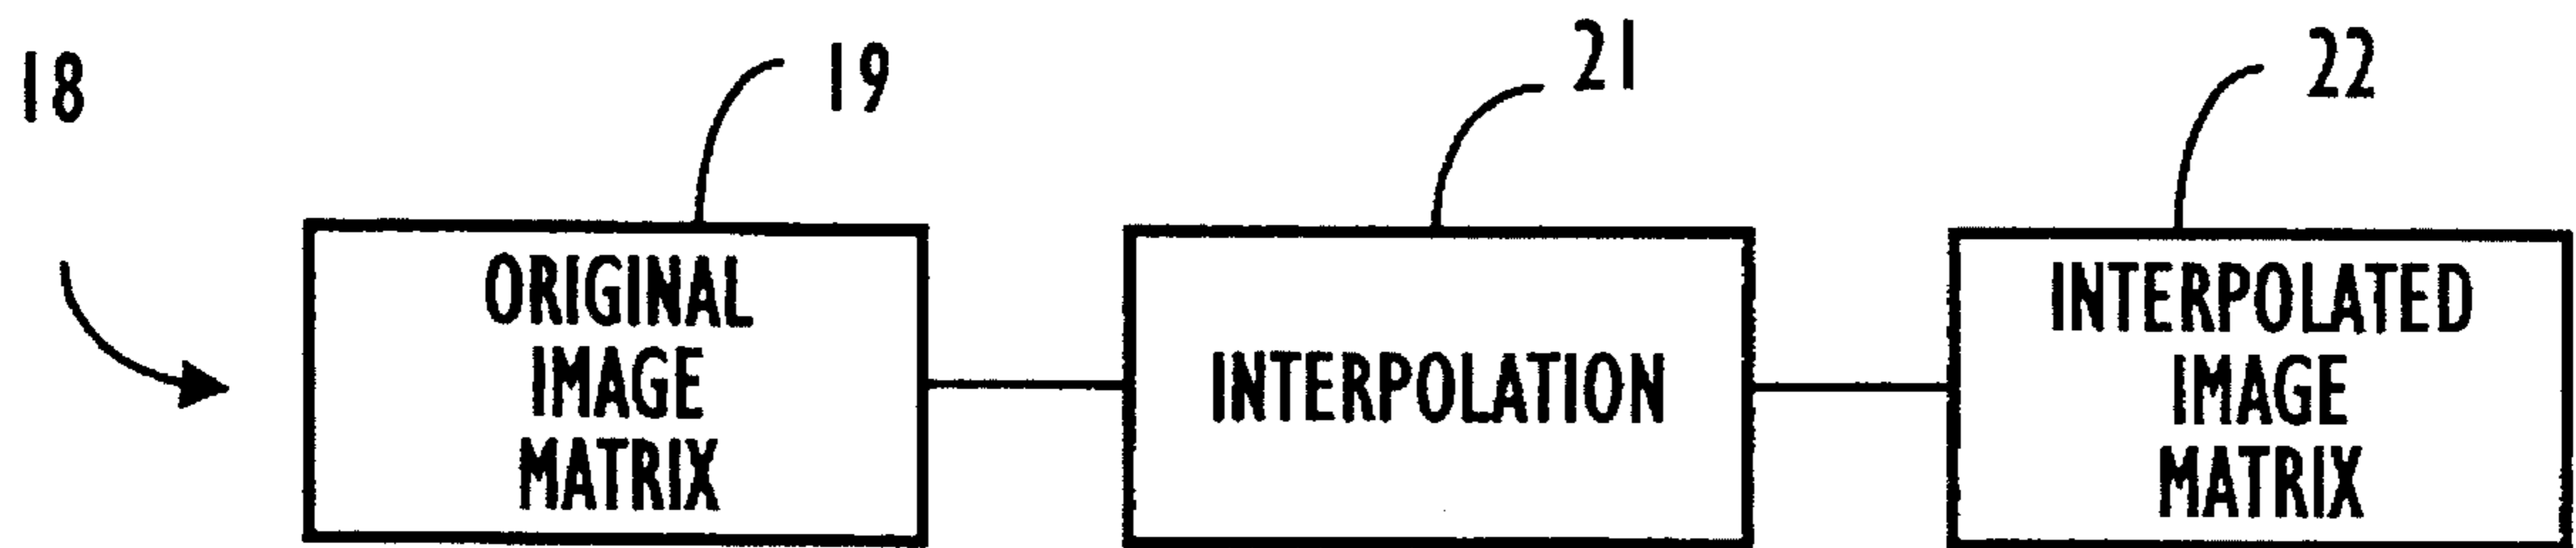 18
19
21
22
ORIGINAL
IMAGE
MATRIX
INTERPOLATION
INTERPOLATED
IMAGE
MATRIX